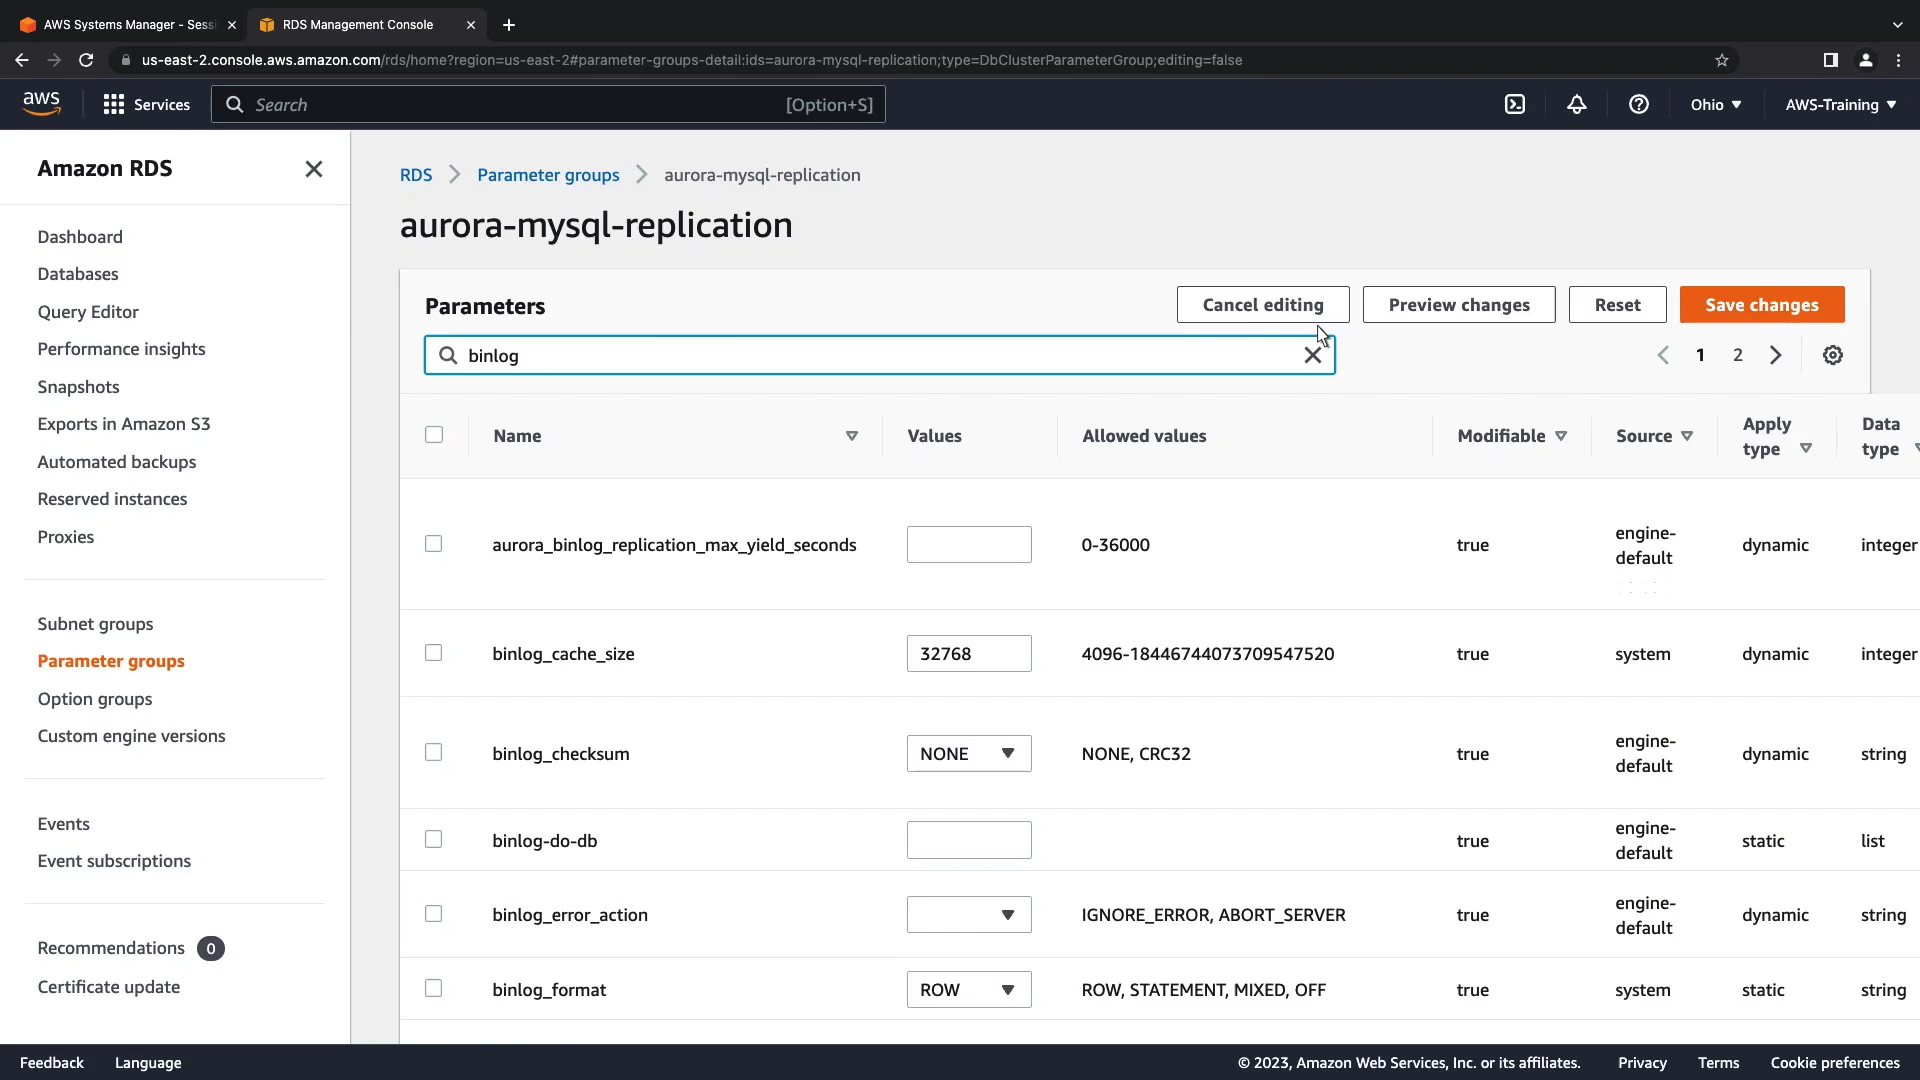 AWS Systems Manager - Sess
RDS Management Console
us-east-2.console.aws.amazon.com/rds/home?region=us-east-2#parameter-groups-detail:ids=aurora-mysql-replication;type=DbClusterParameterGroup;editing=false
aws
Services
Search
[Option+S]
Ohio
AWS-Training
Amazon RDS
Dashboard
Databases
Query Editor
Performance insights
Snapshots
Exports in Amazon S3
Automated backups
Reserved instances
Proxies
Subnet groups
Parameter groups
Option groups
Custom engine versions
Events
Event subscriptions
Recommendations 0
Certificate update
RDS > Parameter groups > aurora-mysql-replication
aurora-mysql-replication
Parameters
Cancel editing
Preview changes
Reset
Save changes
binlog
1 2
Name Values Allowed values Modifiable Source Apply type Data type
aurora_binlog_replication_max_yield_seconds 0-36000 true engine-default dynamic integer
binlog_cache_size 32768 4096-18446744073709547520 true system dynamic integer
binlog_checksum NONE NONE, CRC32 true engine-default dynamic string
binlog-do-db true engine-default static list
binlog_error_action IGNORE_ERROR, ABORT_SERVER true engine-default dynamic string
binlog_format ROW ROW, STATEMENT, MIXED, OFF true system static string
Feedback
Language
© 2023, Amazon Web Services, Inc. or its affiliates.
Privacy
Terms
Cookie preferences